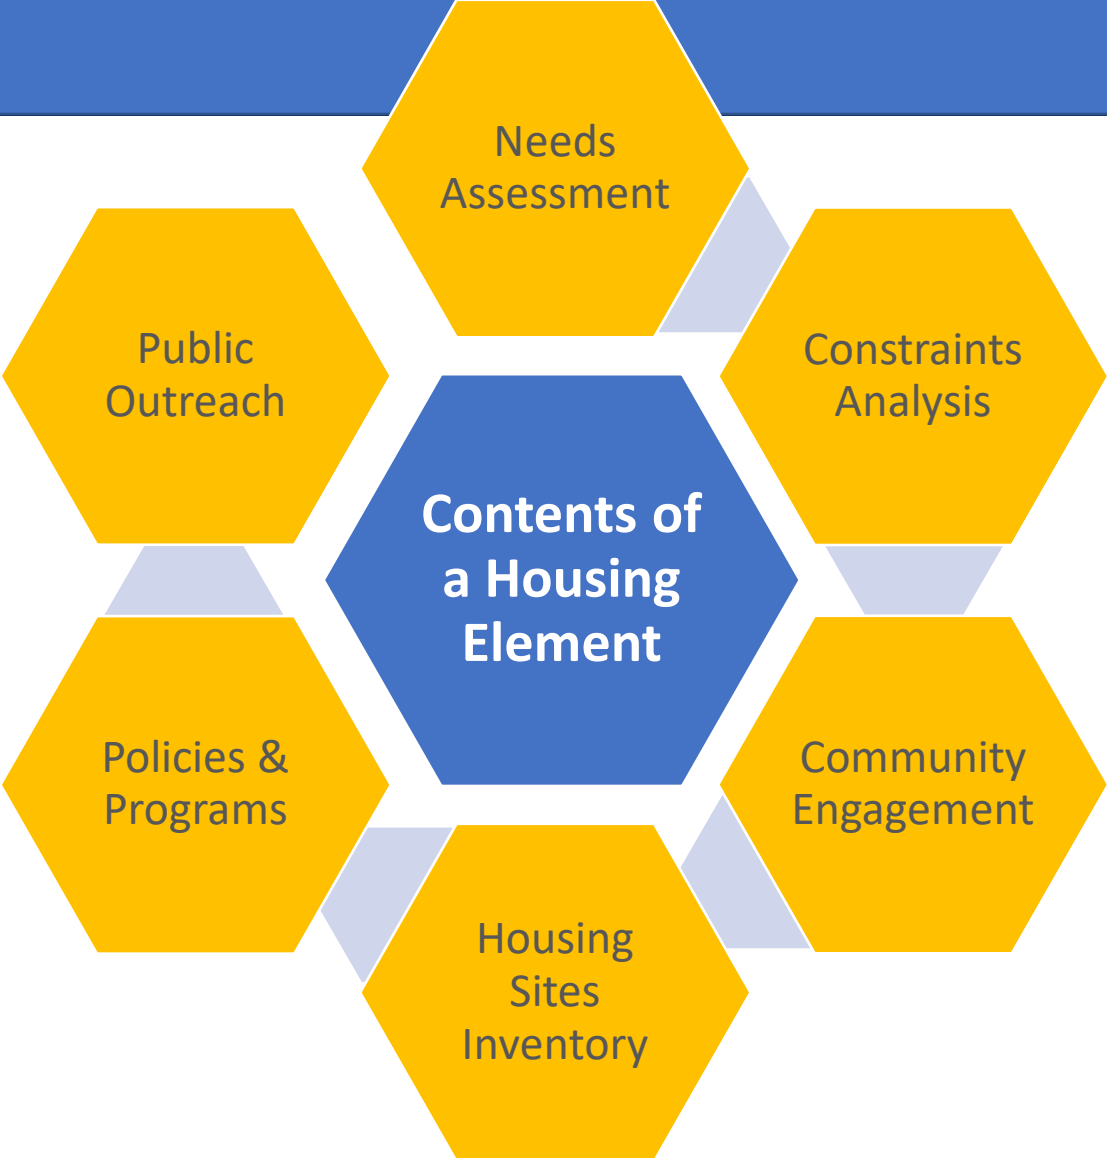 Needs
Assessment
Constraints
Analysis
Community
Engagement
Housing
Sites
Inventory
Policies &
Programs
Public
Outreach
Contents of
a Housing
Element